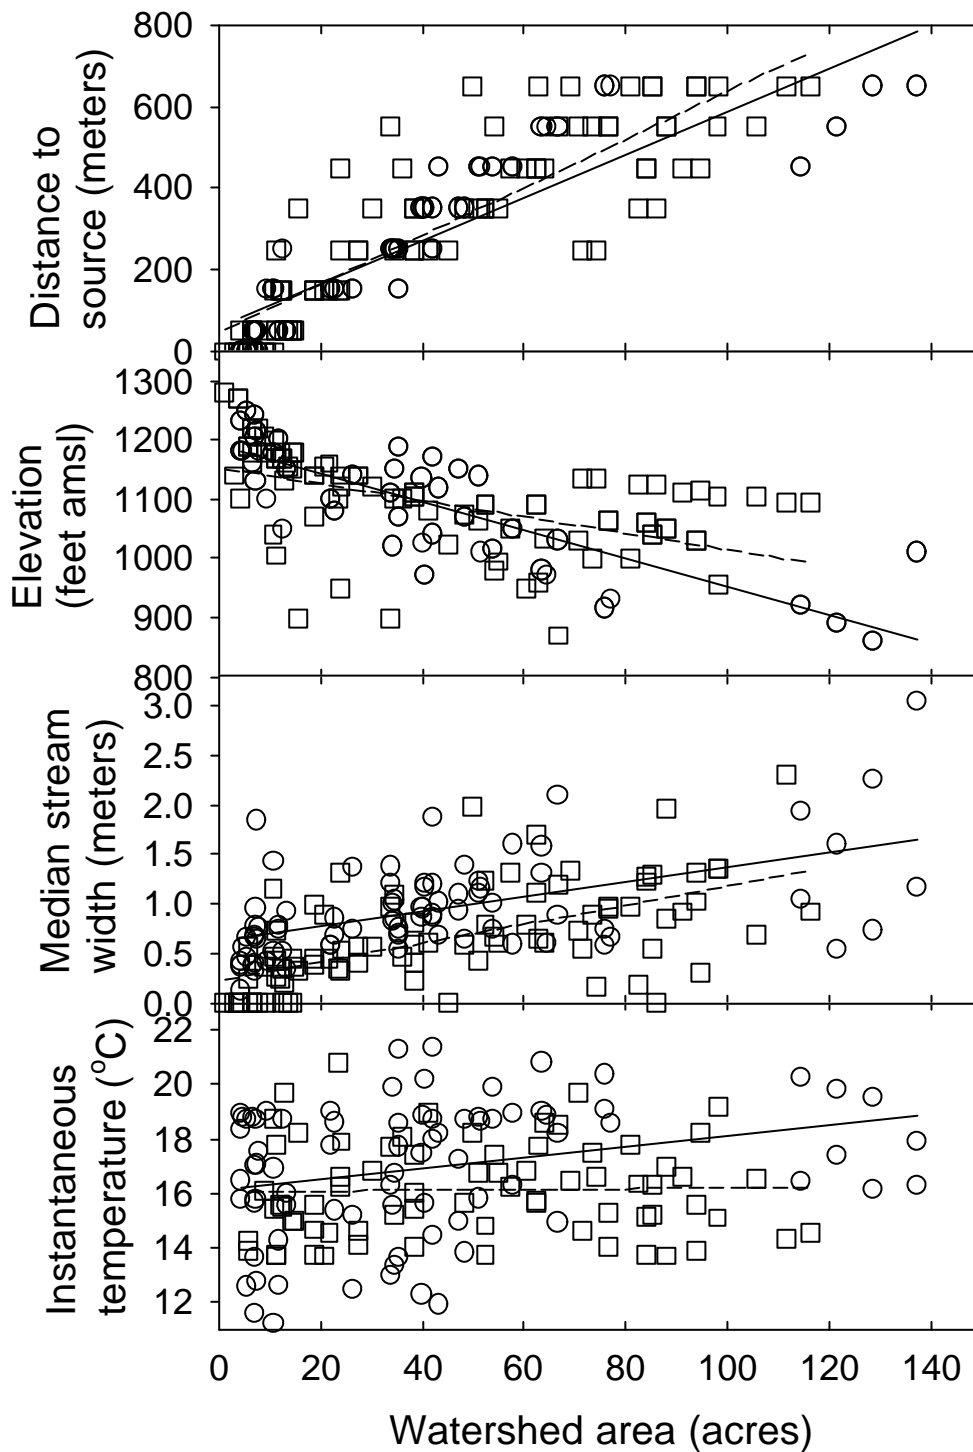 800
600
400
200
0
Distance to
source (meters)
1300
1200
1100
1000
900
800
Elevation
(feet amsl)
3.0
2.5
2.0
1.5
1.0
0.5
0.0
Median stream
width (meters)
22
20
18
16
14
12
Instantaneous
temperature (°C)
0 20 40 60 80 100 120 140
Watershed area (acres)